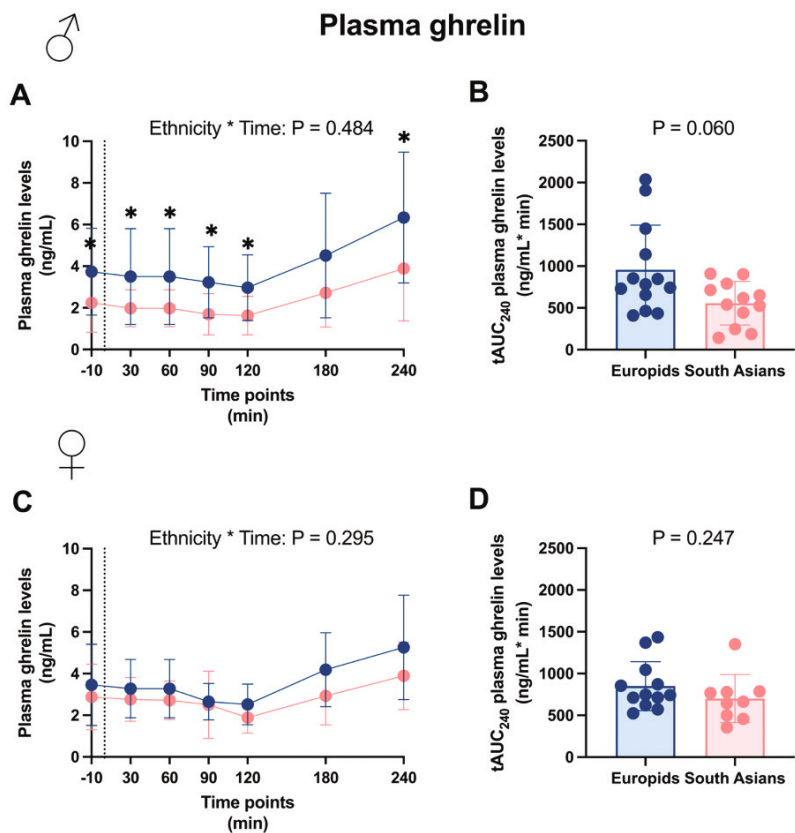 ♂
Plasma ghrelin
A
Ethnicity * Time: P = 0.484
Plasma ghrelin levels
(ng/mL)
10
8
6
4
2
0
* * * * * *
-10 30 60 90 120 180 240
Time points
(min)
B
P = 0.060
tAUC240 plasma ghrelin levels
(ng/mL* min)
2500
2000
1500
1000
500
0
Europids South Asians
♀
C
Ethnicity * Time: P = 0.295
Plasma ghrelin levels
(ng/mL)
10
8
6
4
2
0
-10 30 60 90 120 180 240
Time points
(min)
D
P = 0.247
tAUC240 plasma ghrelin levels
(ng/mL* min)
2500
2000
1500
1000
500
0
Europids South Asians